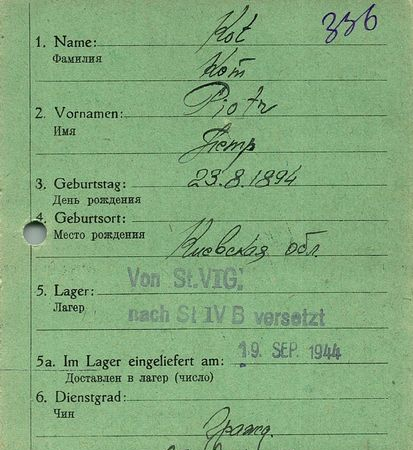 336
1. Name: Kot
Фамилия Кот
2. Vornamen: Piotr
Имя Петр
3. Geburtstag: 23.8.1894
День рождения
4. Geburtsort:
Место рождения Киевская обл.
5. Lager: Von St.VIG.
Лагер nach St IV B versetzt
5a. Im Lager eingeliefert am: 19. SEP. 1944
Доставлен в лагер (число)
6. Dienstgrad:
Чин Гражд.